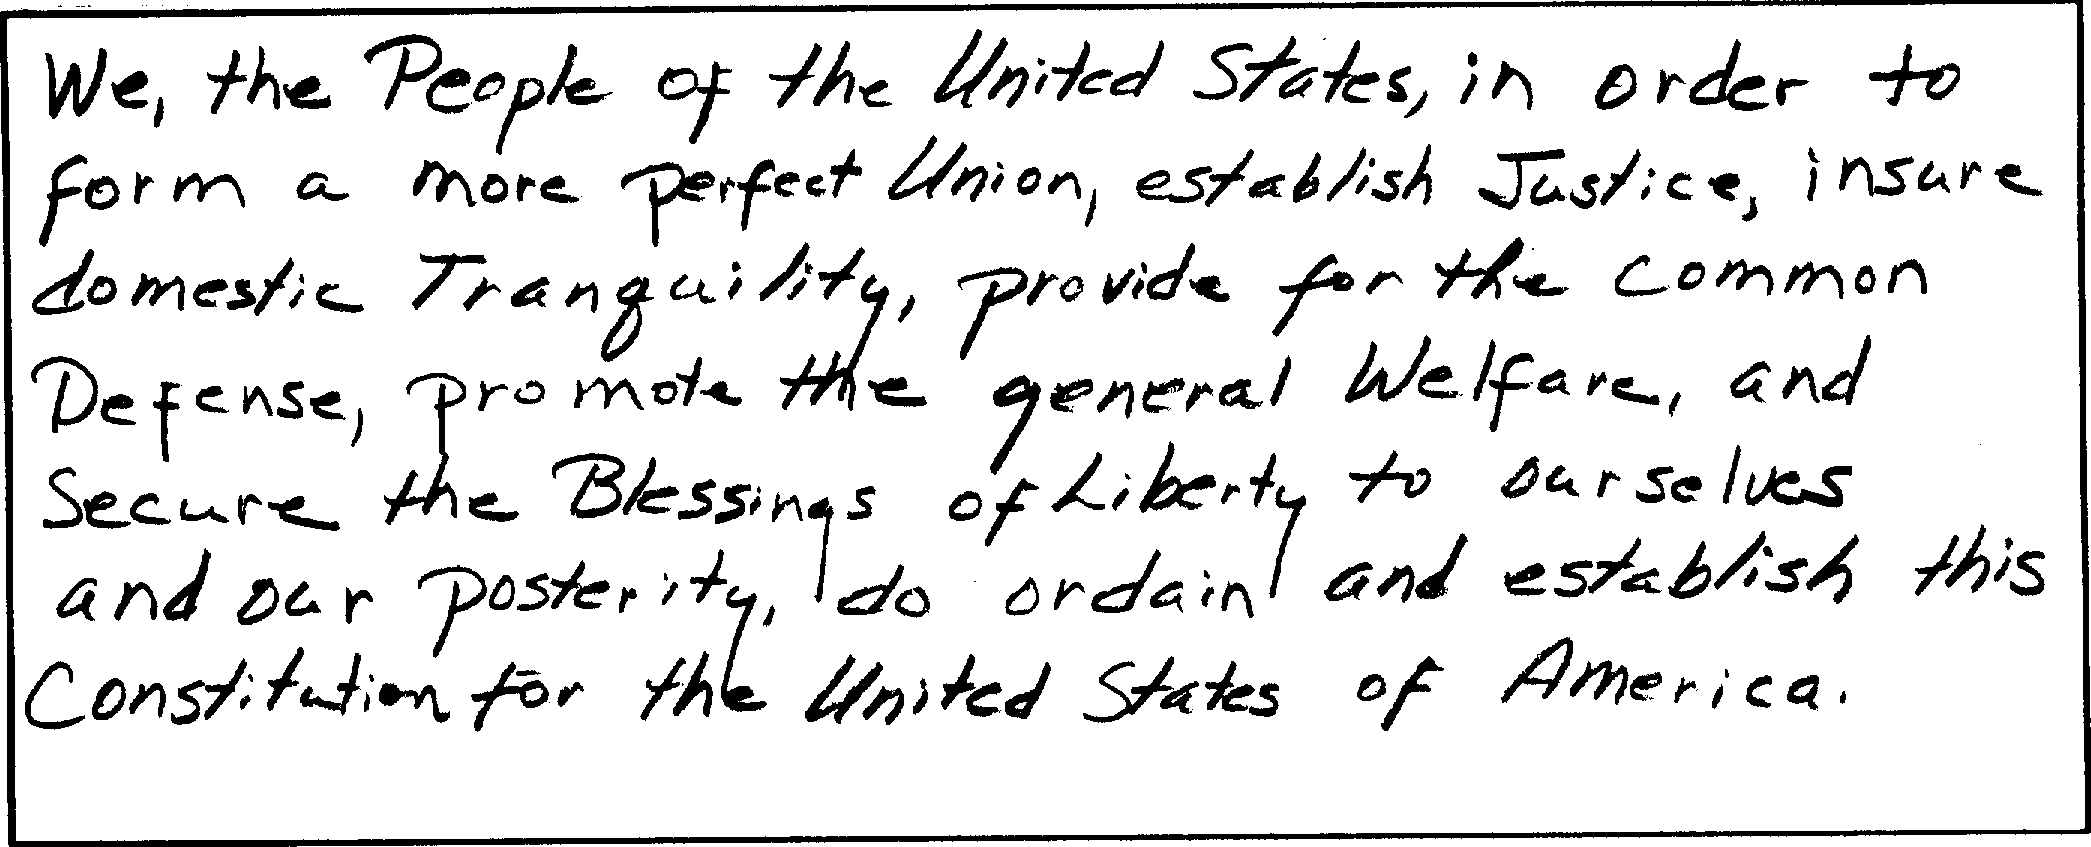 We, the People of the United States, in order to
form a more perfect Union, establish Justice, insure
domestic Tranquility, provide for the common
Defense, promote the general Welfare, and
Secure the Blessings of Liberty to ourselves
and our posterity, do ordain and establish this
Constitution for the United States of America.